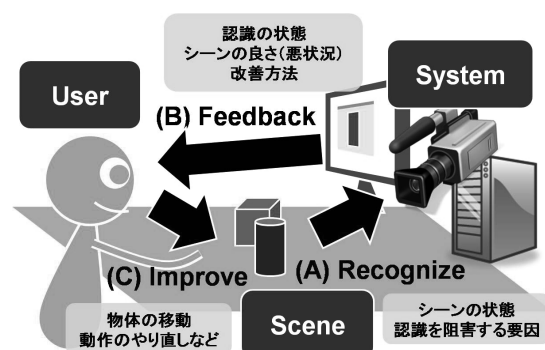 認識の状態
シーンの良さ(悪状況)
改善方法
User
System
(B) Feedback
(C) Improve
(A) Recognize
物体の移動
動作のやり直しなど
Scene
シーンの状態
認識を阻害する要因